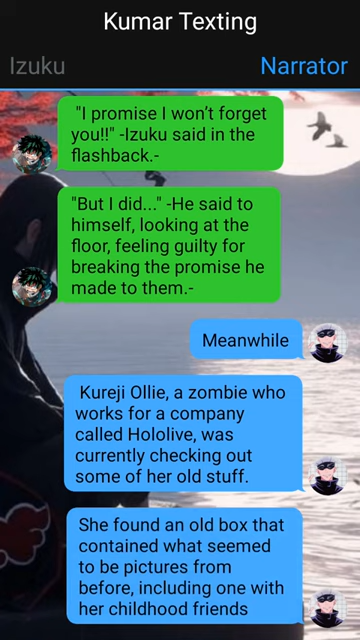 Kumar Texting
Izuku
Narrator
"I promise I won't forget
you!!" -Izuku said in the
flashback.-
"But I did..." -He said to
himself, looking at the
floor, feeling guilty for
breaking the promise he
made to them.-
Meanwhile
Kureji Ollie, a zombie who
works for a company
called Hololive, was
currently checking out
some of her old stuff.
She found an old box that
contained what seemed
to be pictures from
before, including one with
her childhood friends